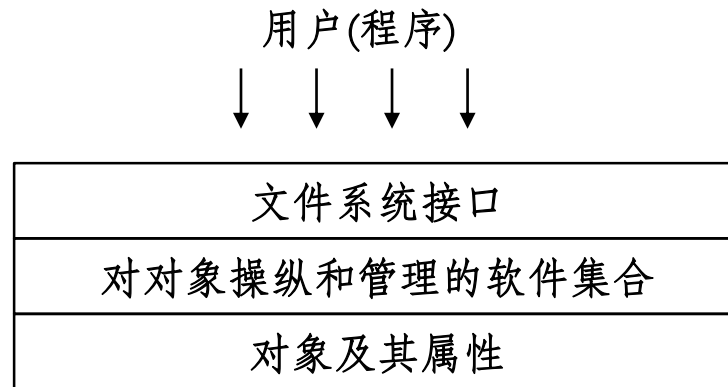 用户(程序)
文件系统接口
对对象操纵和管理的软件集合
对象及其属性